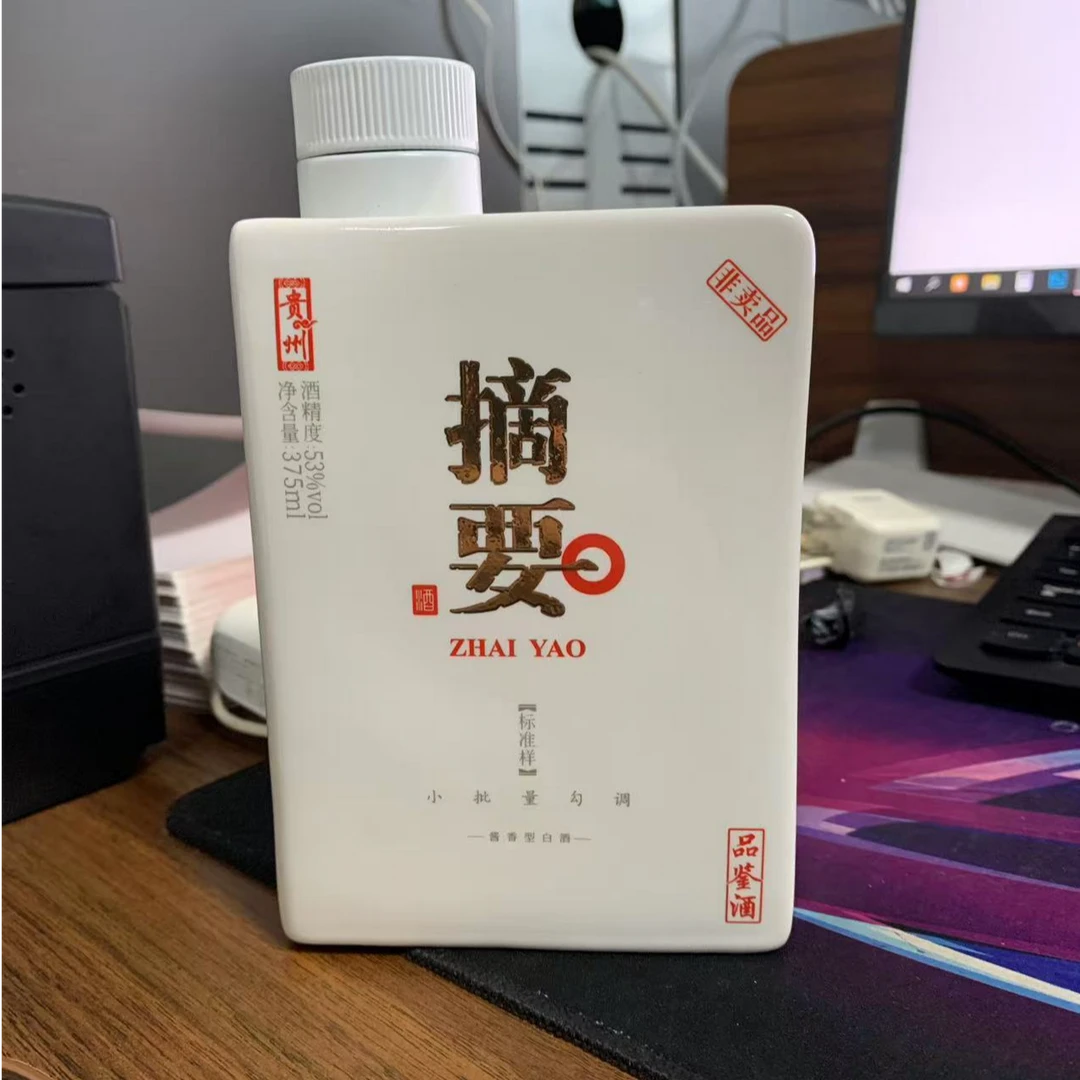 贵州
酒精度:53%vol
净含量:375ml
非卖品
摘要
酒
ZHAI YAO
【标准样】
小批量勾调
酱香型白酒
品鉴酒